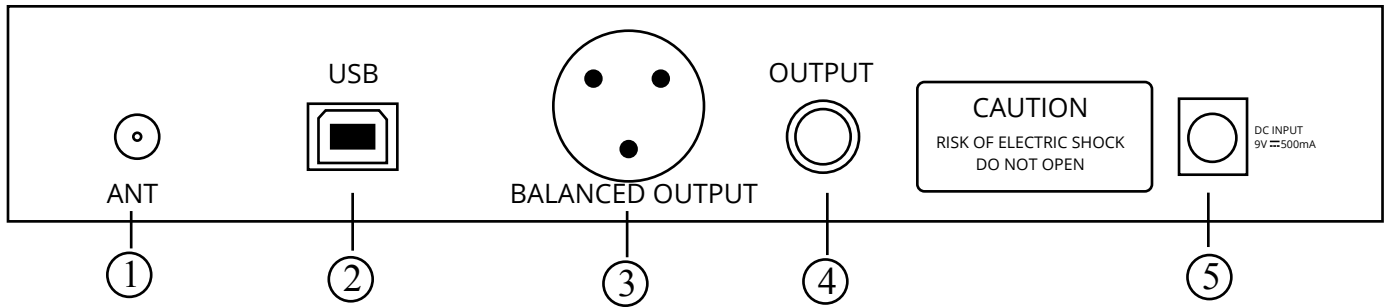 USB
OUTPUT
CAUTION
RISK OF ELECTRIC SHOCK
DO NOT OPEN
DC INPUT
9V⎓500mA
ANT
BALANCED OUTPUT
1
2
3
4
5